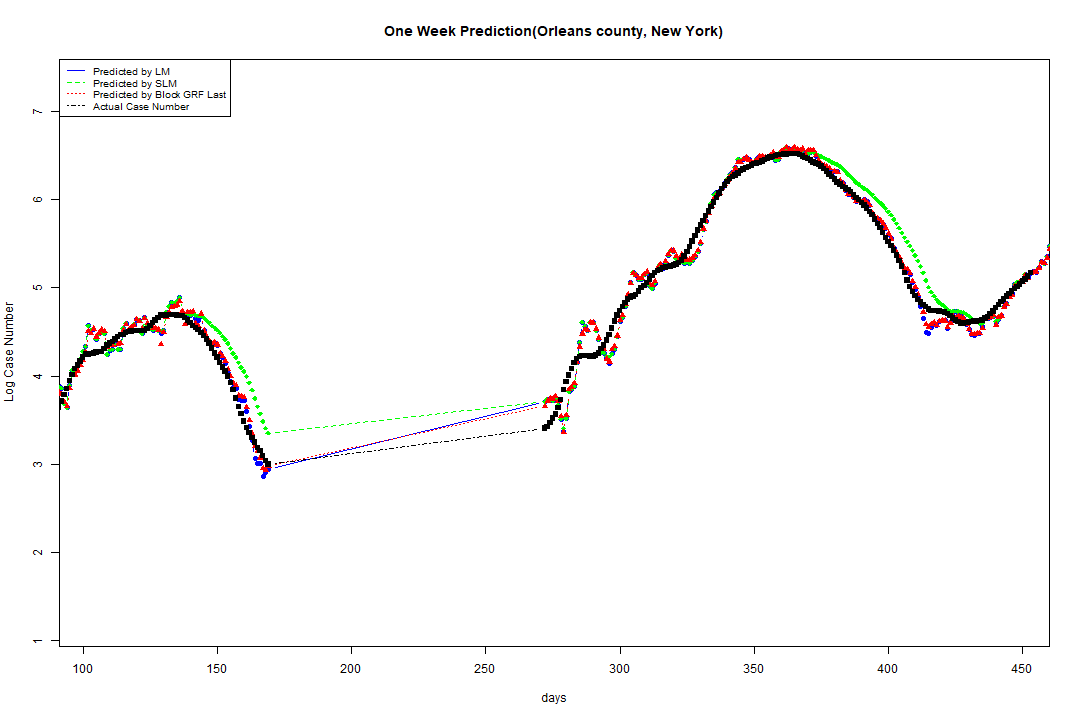 One Week Prediction(Orleans county, New York)
Predicted by LM
Predicted by SLM
Predicted by Block GRF Last
Actual Case Number
Log Case Number
7
6
5
4
3
2
1
100 150 200 250 300 350 400 450
days